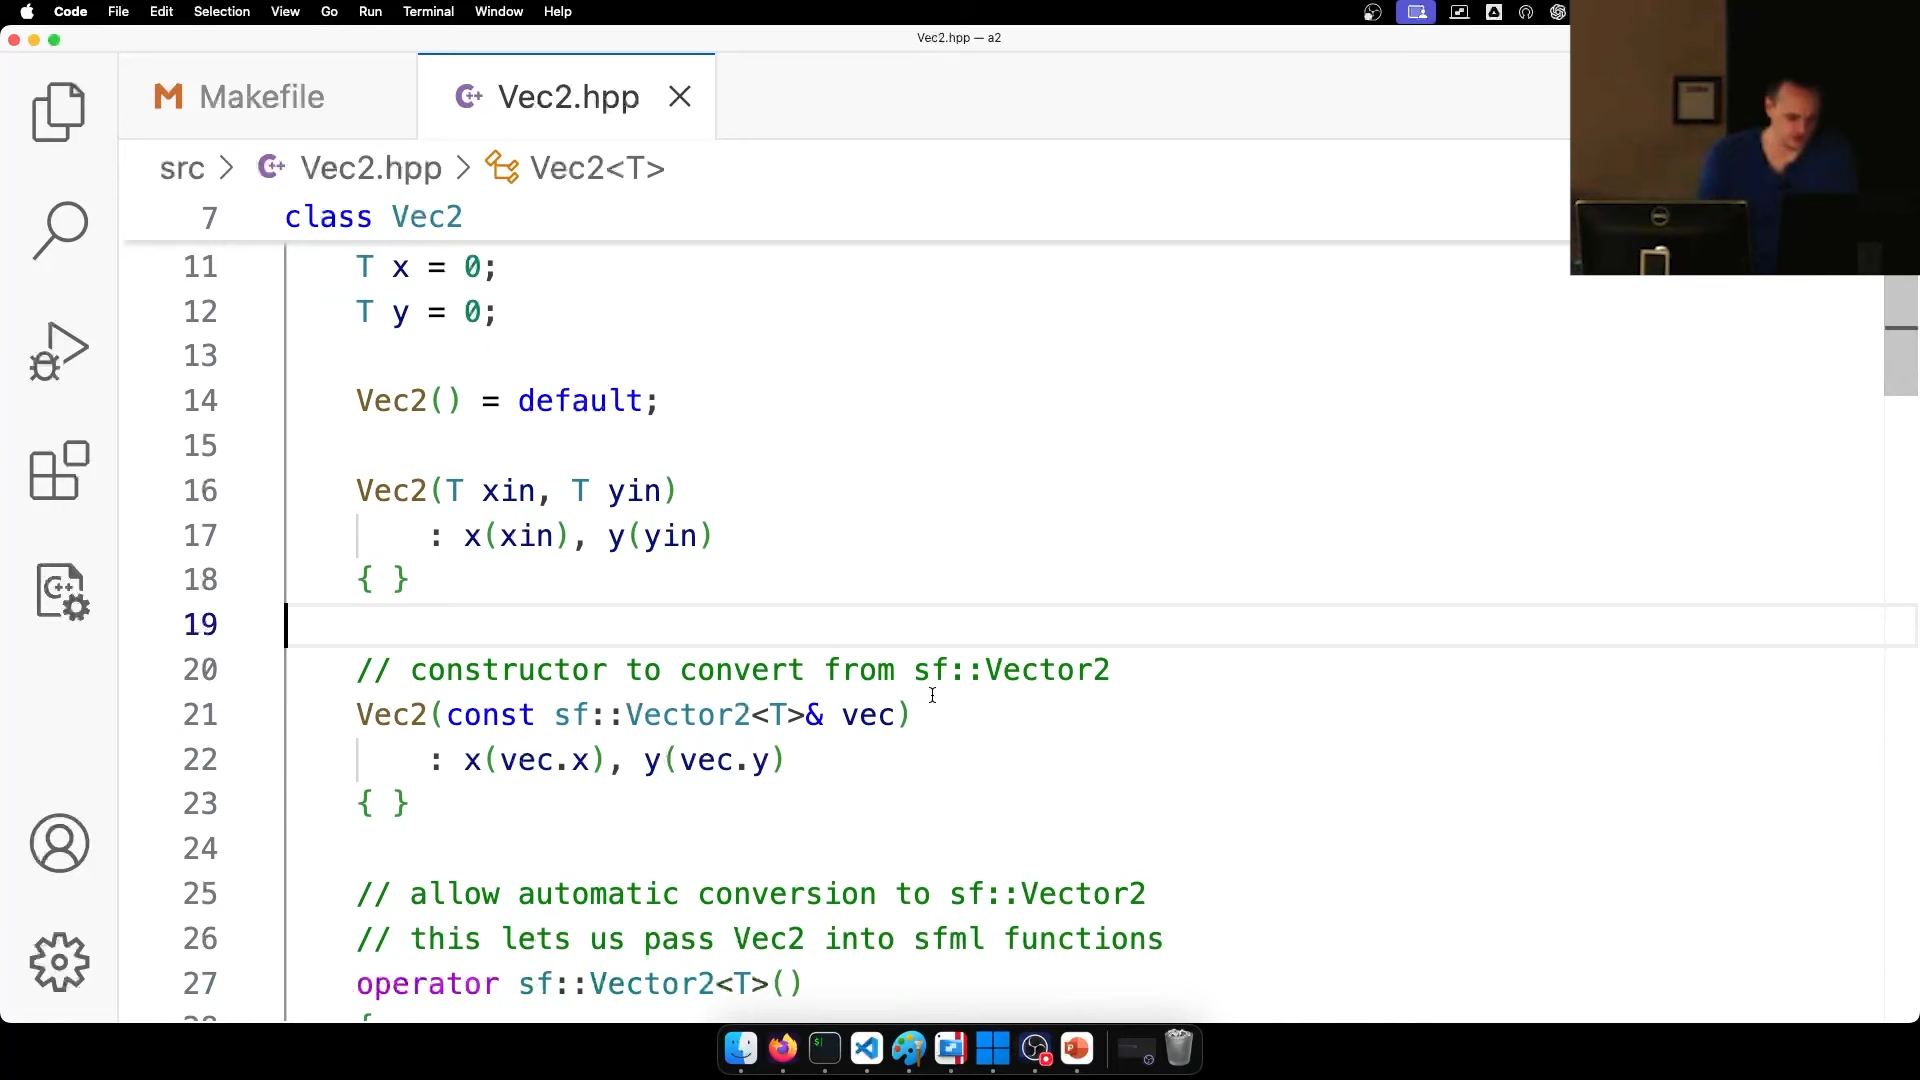 Code File Edit Selection View Go Run Terminal Window Help
Vec2.hpp — a2
Makefile
Vec2.hpp
src > Vec2.hpp > Vec2<T>
7 class Vec2
11 T x = 0;
12 T y = 0;
13
14 Vec2() = default;
15
16 Vec2(T xin, T yin)
17 : x(xin), y(yin)
18 { }
19
20 // constructor to convert from sf::Vector2
21 Vec2(const sf::Vector2<T>& vec)
22 : x(vec.x), y(vec.y)
23 { }
24
25 // allow automatic conversion to sf::Vector2
26 // this lets us pass Vec2 into sfml functions
27 operator sf::Vector2<T>()